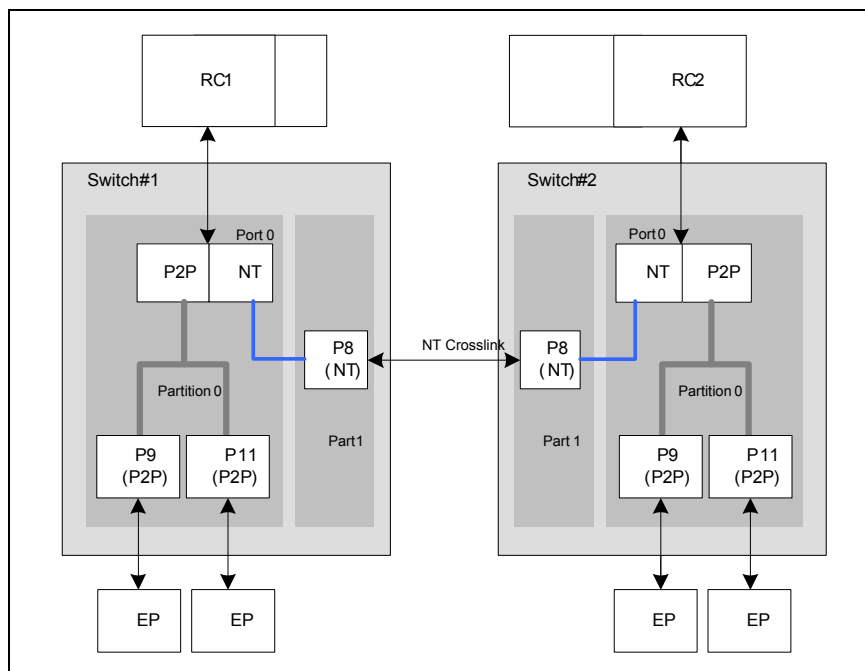 RC1
RC2
Switch#1
Switch#2
Port 0
Port 0
P2P
NT
NT
P2P
P8
(NT)
NT Crosslink
P8
(NT)
Partition 0
Partition 0
Part1
Part 1
P9
(P2P)
P11
(P2P)
P9
(P2P)
P11
(P2P)
EP
EP
EP
EP